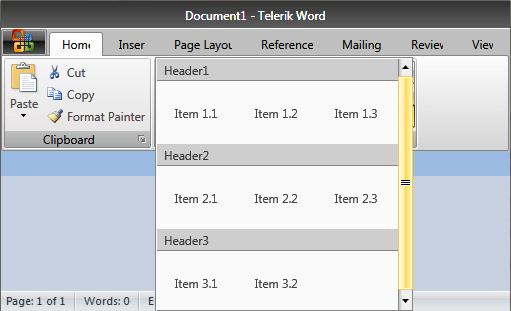 Document1 - Telerik Word
Home Inser Page Layou Reference Mailing Review View
Cut
Copy
Paste
Format Painter
Clipboard
Header1
Item 1.1 Item 1.2 Item 1.3
Header2
Item 2.1 Item 2.2 Item 2.3
Header3
Item 3.1 Item 3.2
Page: 1 of 1 Words: 0 E